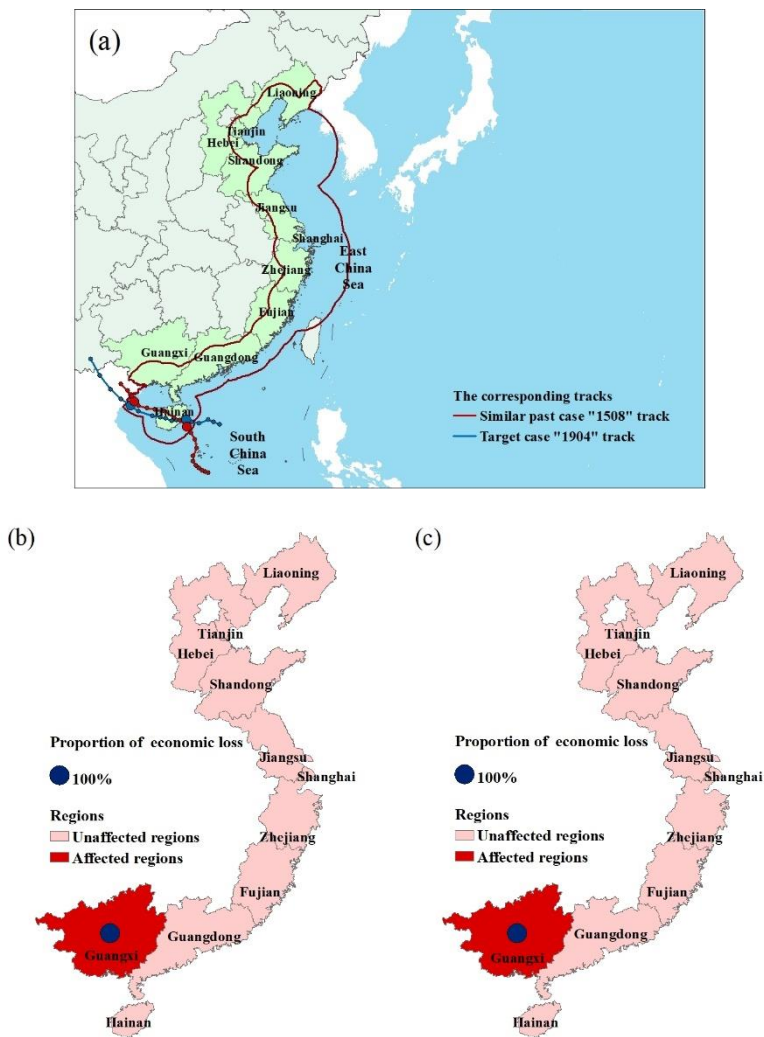 (a)
Liaoning
Tianjin
Hebei
Shandong
Jiangsu
Shanghai
East
China
Sea
Zhejiang
Fujian
Guangxi
Guangdong
Hainan
South
China
Sea
The corresponding tracks
Similar past case "1508" track
Target case "1904" track
(b)
Liaoning
Tianjin
Hebei
Shandong
Proportion of economic loss
100%
Jiangsu
Shanghai
Regions
Unaffected regions
Affected regions
Zhejiang
Fujian
Guangdong
Guangxi
Hainan
(c)
Liaoning
Tianjin
Hebei
Shandong
Proportion of economic loss
100%
Jiangsu
Shanghai
Regions
Unaffected regions
Affected regions
Zhejiang
Fujian
Guangdong
Guangxi
Hainan